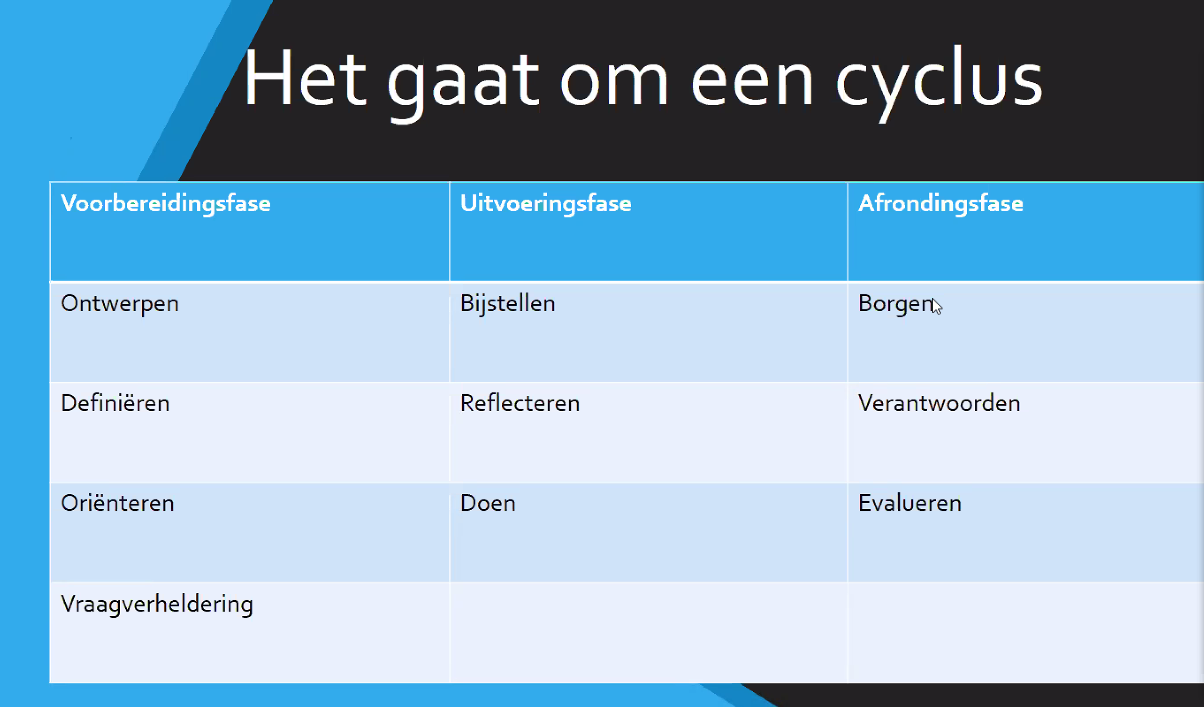 Het gaat om een cyclus
Voorbereidingsfase Uitvoeringsfase Afrondingsfase
Ontwerpen Bijstellen Borgen
Definiëren Reflecteren Verantwoorden
Oriënteren Doen Evalueren
Vraagverheldering